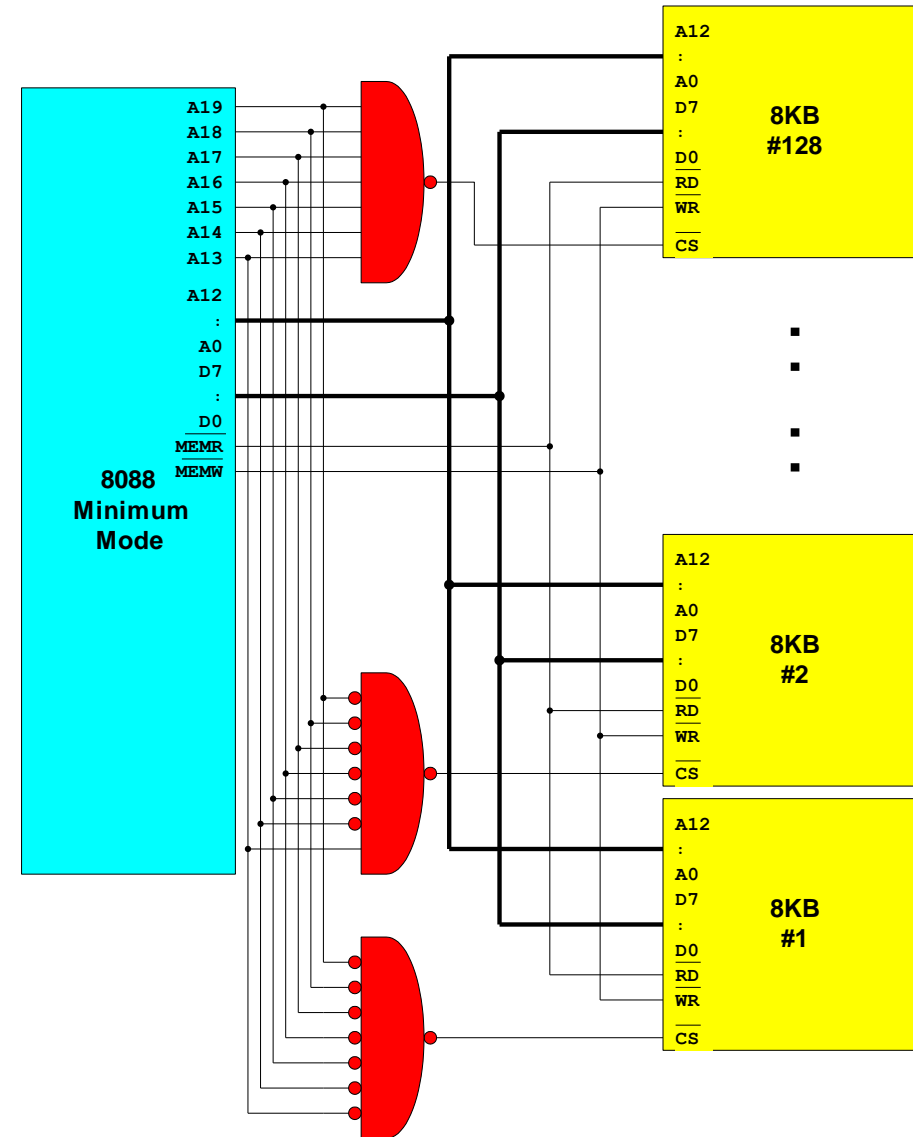 A19
A18
A17
A16
A15
A14
A13
A12
:
A0
D7
:
D0
MEMR
MEMW
8088
Minimum
Mode
A12
:
A0
D7
:
D0
RD
WR
CS
8KB
#128
A12
:
A0
D7
:
D0
RD
WR
CS
8KB
#2
A12
:
A0
D7
:
D0
RD
WR
CS
8KB
#1